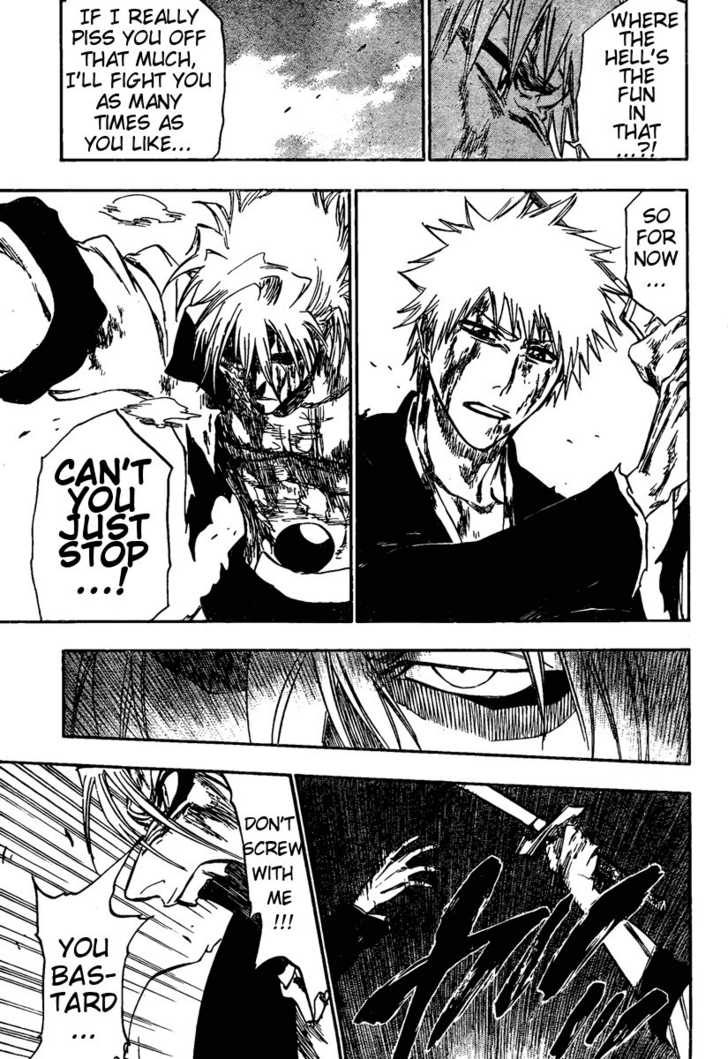 WHERE
THE
HELL'S
THE
FUN
IN
THAT
...?!
IF I REALLY
PISS YOU OFF
THAT MUCH,
I'LL FIGHT YOU
AS MANY
TIMES AS
YOU LIKE...
SO
FOR
NOW
...
CAN'T
YOU
JUST
STOP
...!
DON'T
SCREW
WITH
ME
!!!
YOU
BAS-
TARD
...